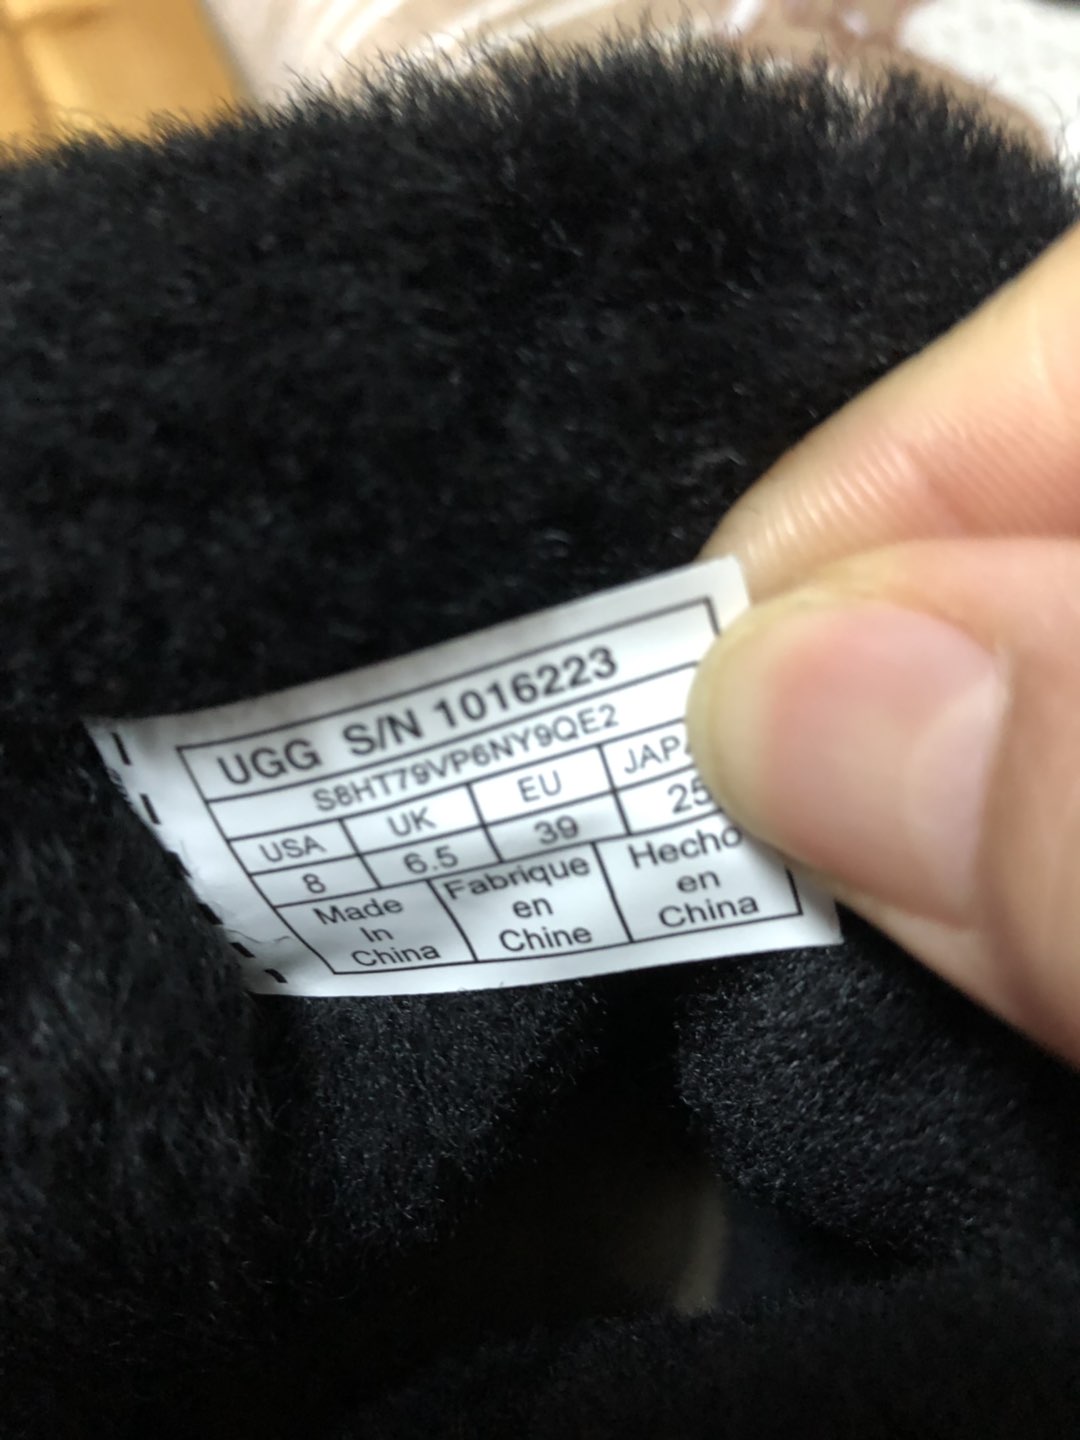 UGG S/N 1016223
S8HT79VP6NY9QE2
USA UK EU
8 6.5 39
Made Fabrique Hecho
In en en
China Chine China